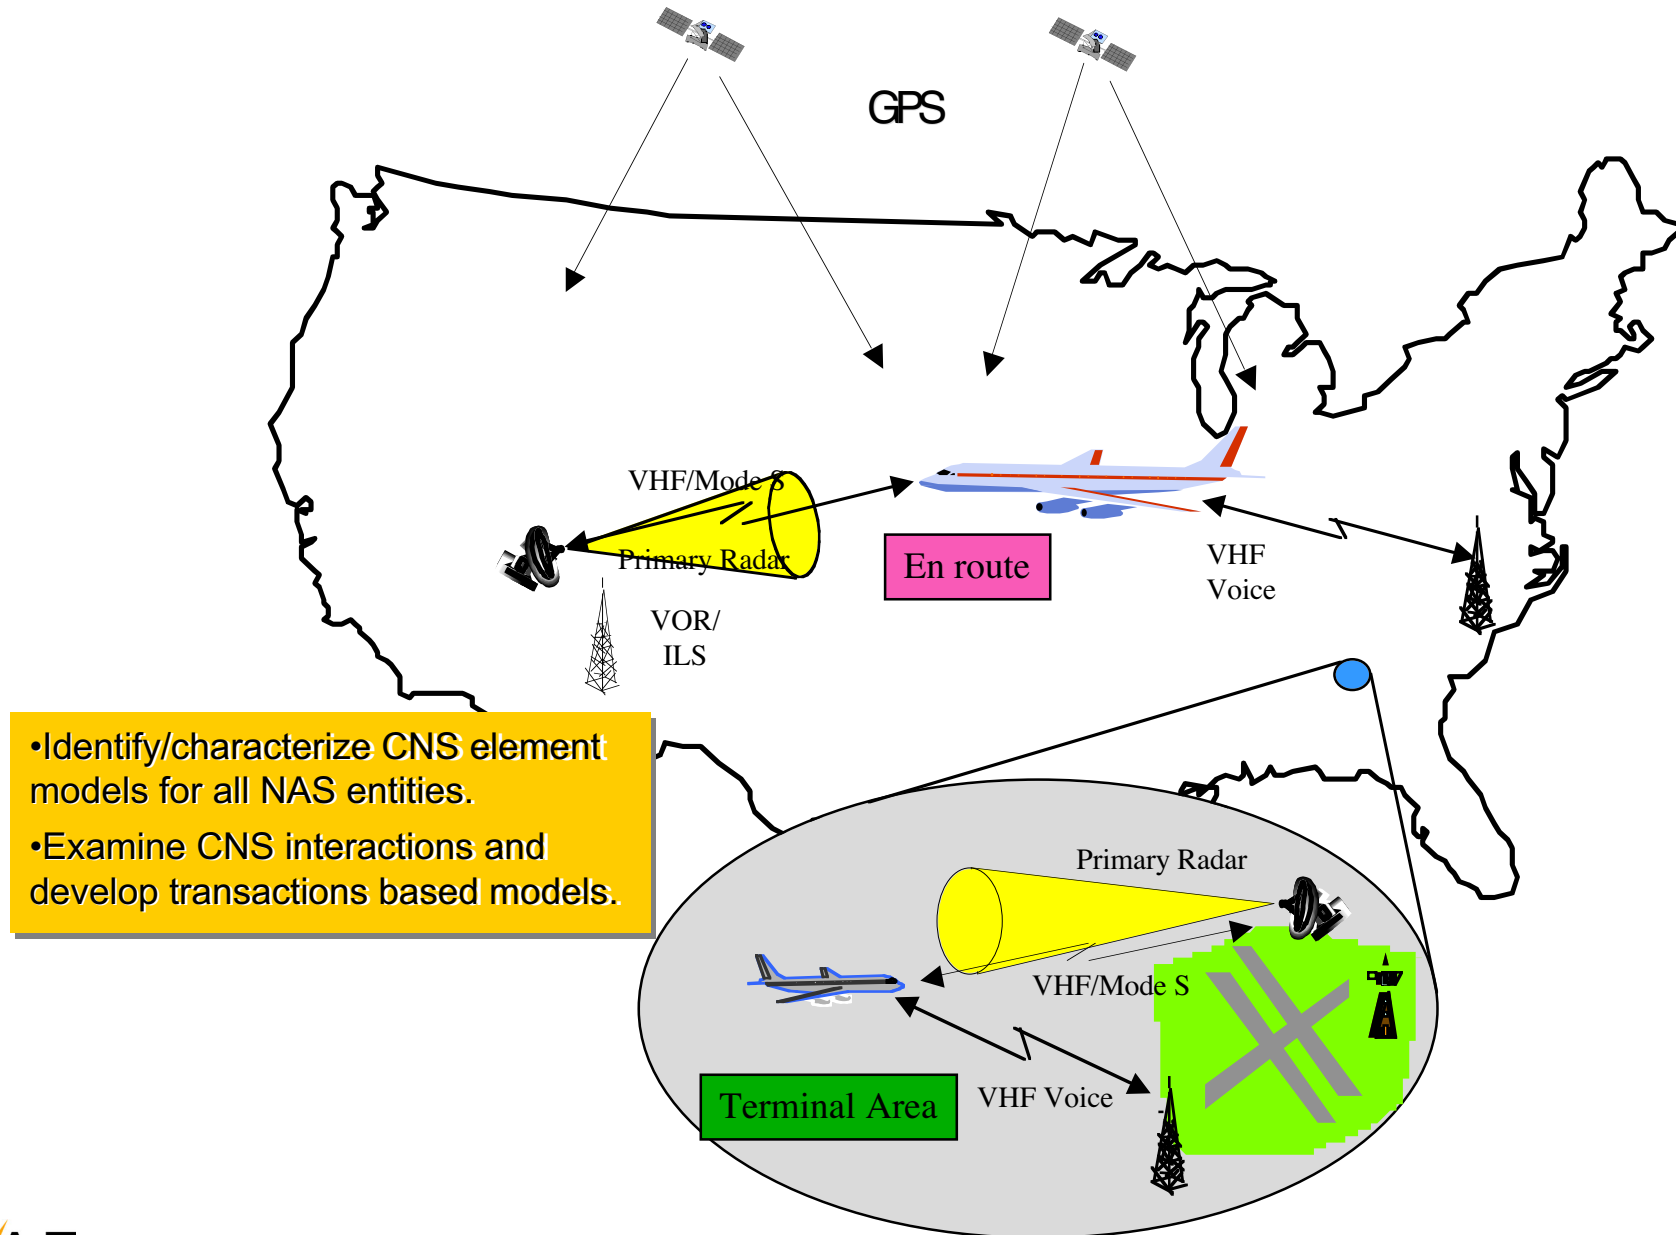 GPS
VHF/Mode S
Primary Radar
En route
VHF
Voice
VOR/
ILS
•Identify/characterize CNS element
models for all NAS entities.
•Examine CNS interactions and
develop transactions based models.
Primary Radar
VHF/Mode S
VHF Voice
Terminal Area